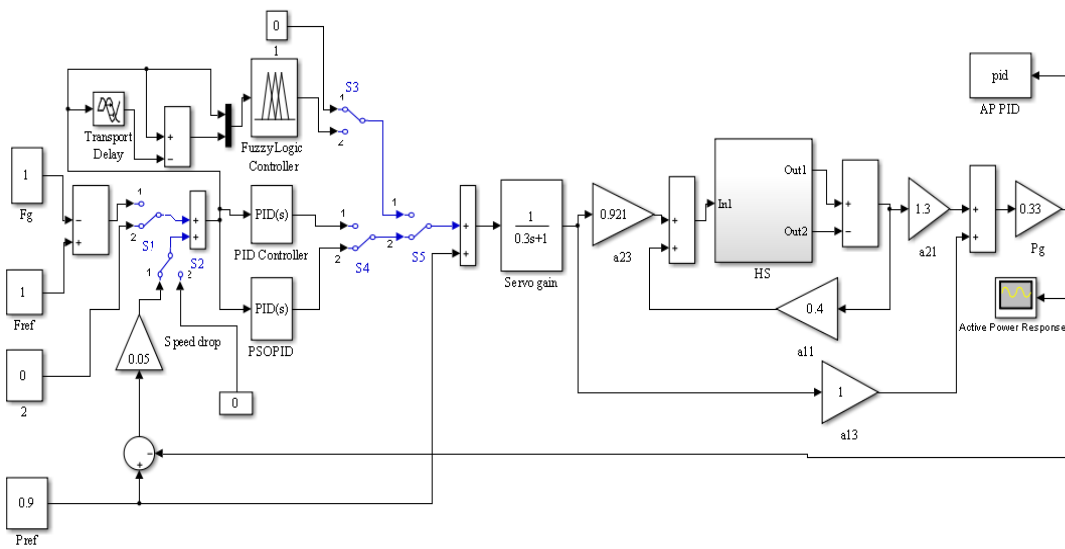 0
1
1
2
S3
Transport
Delay
+
−
FuzzyLogic
Controller
1
Fg
−
+
1
2
S1
+
+
S2
1
2
PID(s)
PID Controller
1
2
S4
1
2
S5
+
+
1
0.3s+1
Servo gain
0.921
a23
+
+
In1
Out1
Out2
HS
+
−
1.3
a21
+
+
0.33
Pg
pid
AP PID
1
Fref
PID(s)
PSOPID
0.4
a11
Active Power Response
0
2
0.05
Speed drop
0
1
a13
−
+
0.9
Pref